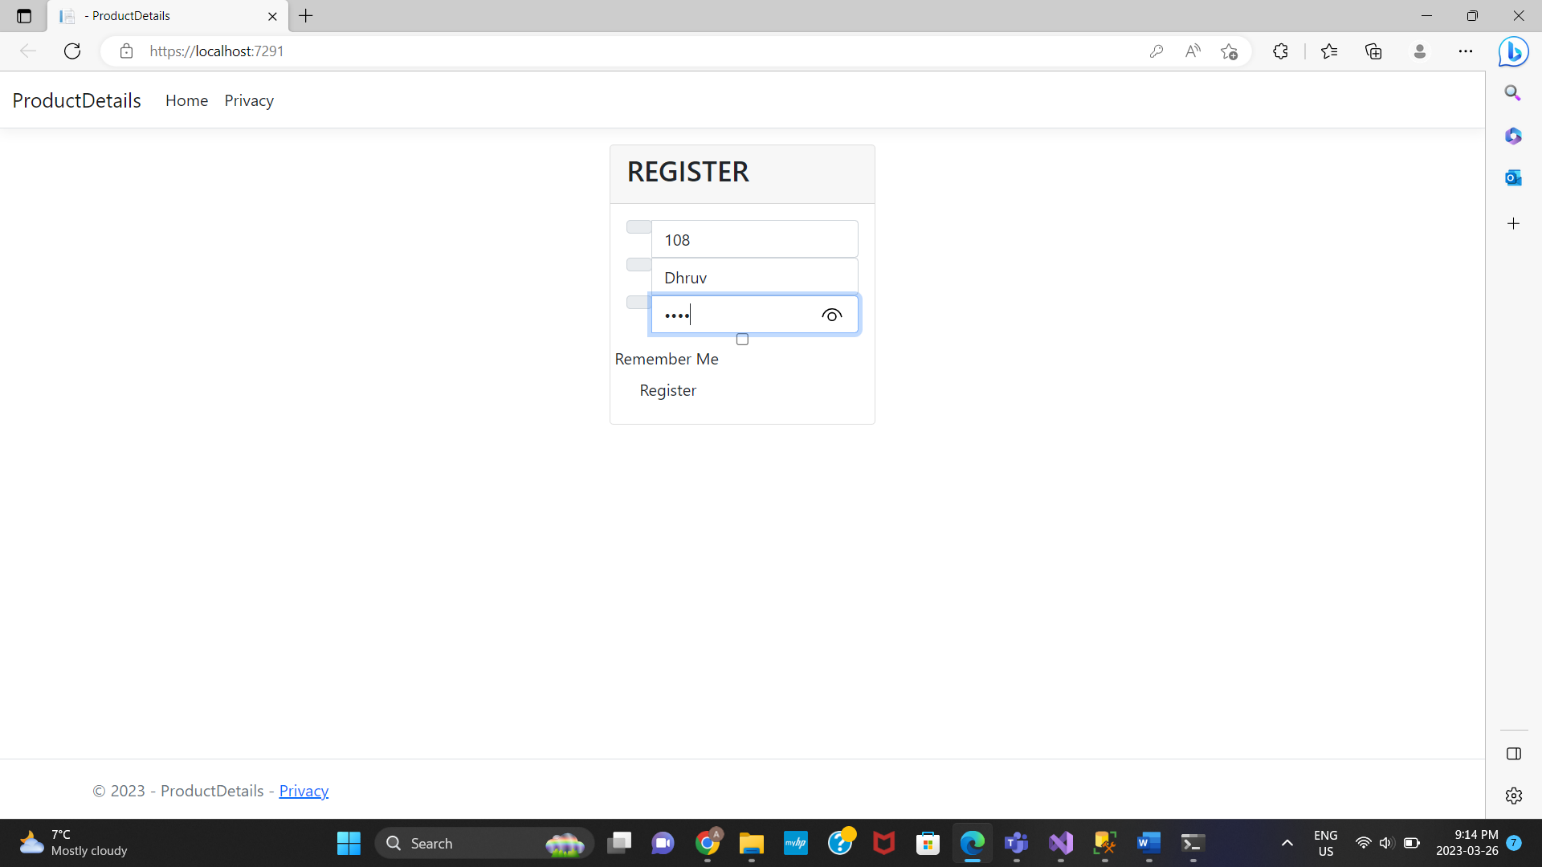 - ProductDetails
https://localhost:7291
ProductDetails Home Privacy
REGISTER
108
Dhruv
••••
Remember Me
Register
© 2023 - ProductDetails - Privacy
7°C
Mostly cloudy
Search
myhp
ENG
US
9:14 PM
2023-03-26
7